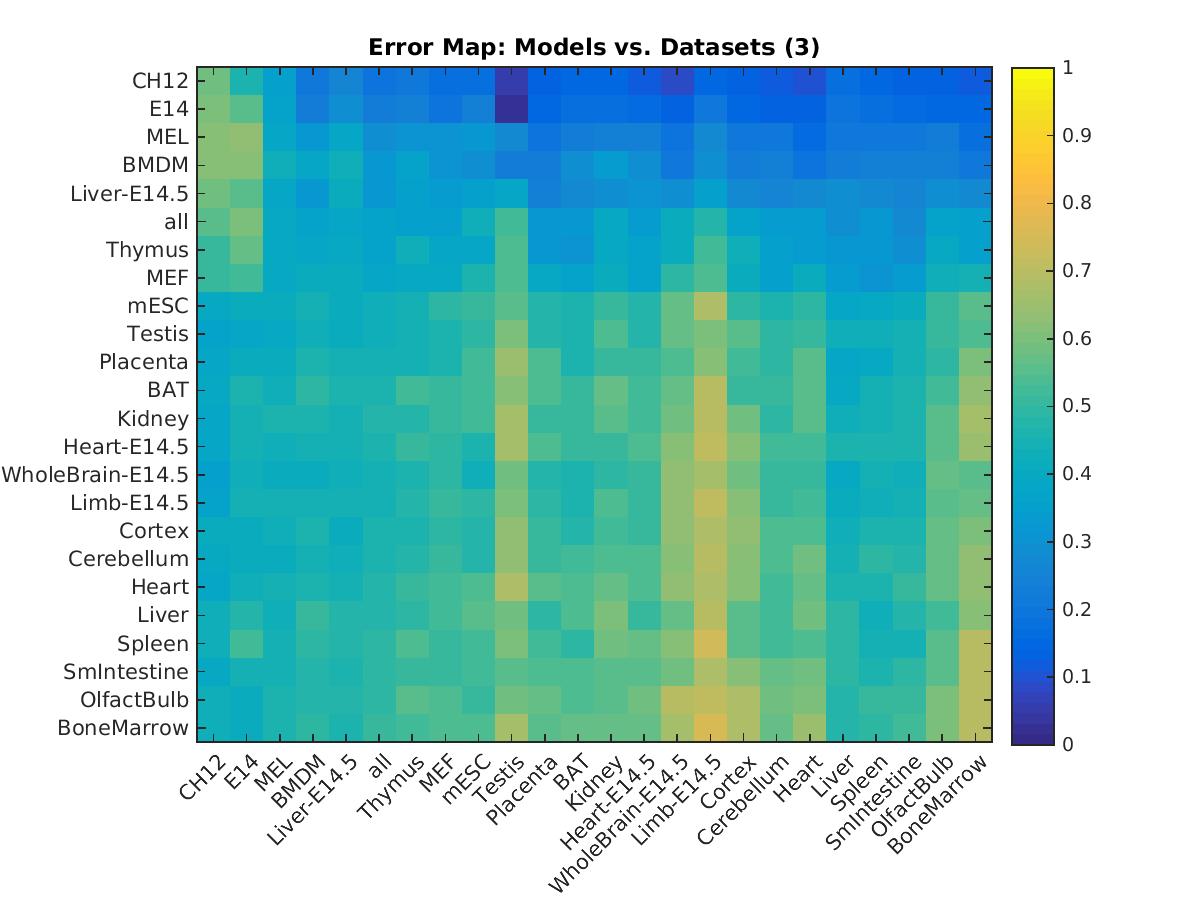 Error Map: Models vs. Datasets (3)
CH12
E14
MEL
BMDM
Liver-E14.5
all
Thymus
MEF
mESC
Testis
Placenta
BAT
Kidney
Heart-E14.5
WholeBrain-E14.5
Limb-E14.5
Cortex
Cerebellum
Heart
Liver
Spleen
SmIntestine
OlfactBulb
BoneMarrow
CH12
E14
MEL
BMDM
Liver-E14.5
all
Thymus
MEF
mESC
Testis
Placenta
BAT
Kidney
Heart-E14.5
WholeBrain-E14.5
Limb-E14.5
Cortex
Cerebellum
Heart
Liver
Spleen
SmIntestine
OlfactBulb
BoneMarrow
1
0.9
0.8
0.7
0.6
0.5
0.4
0.3
0.2
0.1
0